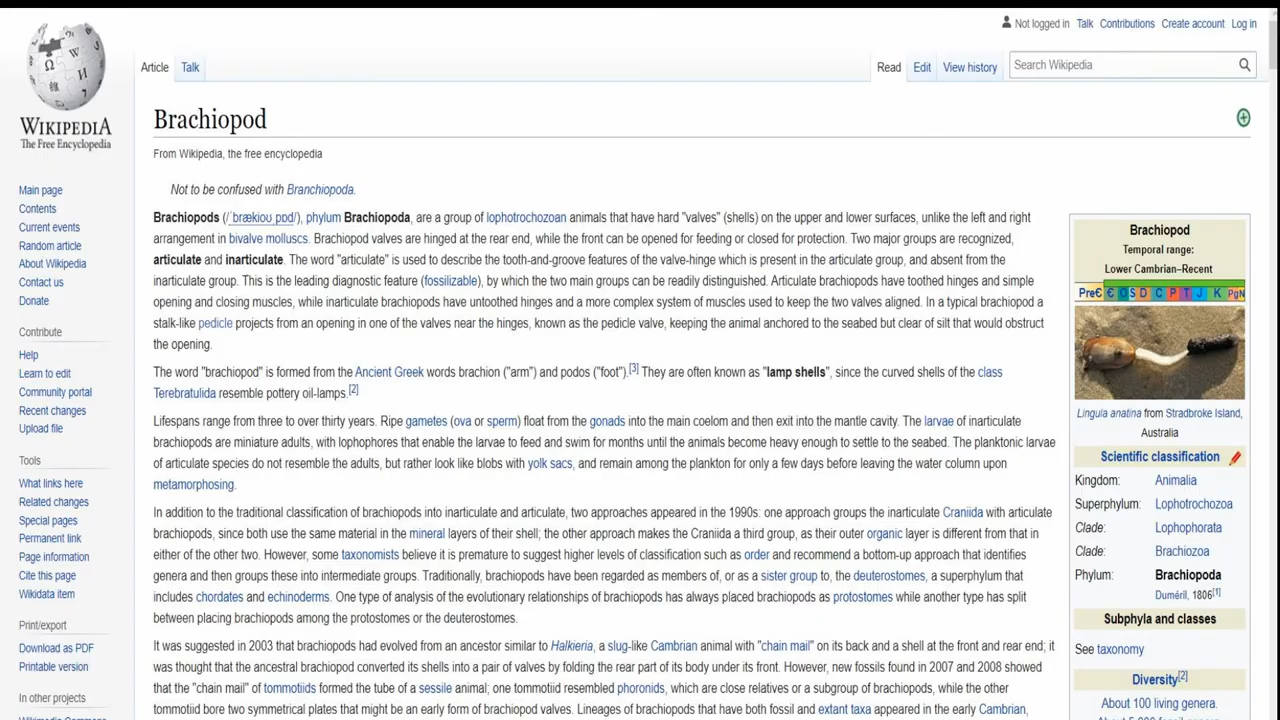 Not logged in Talk Contributions Create account Log in
Article Talk Read Edit View history Search Wikipedia
WIKIPEDIA
The Free Encyclopedia
Main page
Contents
Current events
Random article
About Wikipedia
Contact us
Donate
Contribute
Help
Learn to edit
Community portal
Recent changes
Upload file
Tools
What links here
Related changes
Special pages
Permanent link
Page information
Cite this page
Wikidata item
Print/export
Download as PDF
Printable version
In other projects
Brachiopod
From Wikipedia, the free encyclopedia
Not to be confused with Branchiopoda.
Brachiopods (/ˈbrækioʊˌpɒd/), phylum Brachiopoda, are a group of lophotrochozoan animals that have hard "valves" (shells) on the upper and lower surfaces, unlike the left and right
arrangement in bivalve molluscs. Brachiopod valves are hinged at the rear end, while the front can be opened for feeding or closed for protection. Two major groups are recognized,
articulate and inarticulate. The word "articulate" is used to describe the tooth-and-groove features of the valve-hinge which is present in the articulate group, and absent from the
inarticulate group. This is the leading diagnostic feature (fossilizable), by which the two main groups can be readily distinguished. Articulate brachiopods have toothed hinges and simple
opening and closing muscles, while inarticulate brachiopods have untoothed hinges and a more complex system of muscles used to keep the two valves aligned. In a typical brachiopod a
stalk-like pedicle projects from an opening in one of the valves near the hinges, known as the pedicle valve, keeping the animal anchored to the seabed but clear of silt that would obstruct
the opening.
The word "brachiopod" is formed from the Ancient Greek words brachion ("arm") and podos ("foot").[3] They are often known as "lamp shells", since the curved shells of the class
Terebratulida resemble pottery oil-lamps.[2]
Lifespans range from three to over thirty years. Ripe gametes (ova or sperm) float from the gonads into the main coelom and then exit into the mantle cavity. The larvae of inarticulate
brachiopods are miniature adults, with lophophores that enable the larvae to feed and swim for months until the animals become heavy enough to settle to the seabed. The planktonic larvae
of articulate species do not resemble the adults, but rather look like blobs with yolk sacs, and remain among the plankton for only a few days before leaving the water column upon
metamorphosing.
In addition to the traditional classification of brachiopods into inarticulate and articulate, two approaches appeared in the 1990s: one approach groups the inarticulate Craniida with articulate
brachiopods, since both use the same material in the mineral layers of their shell; the other approach makes the Craniida a third group, as their outer organic layer is different from that in
either of the other two. However, some taxonomists believe it is premature to suggest higher levels of classification such as order and recommend a bottom-up approach that identifies
genera and then groups these into intermediate groups. Traditionally, brachiopods have been regarded as members of, or as a sister group to, the deuterostomes, a superphylum that
includes chordates and echinoderms. One type of analysis of the evolutionary relationships of brachiopods has always placed brachiopods as protostomes while another type has split
between placing brachiopods among the protostomes or the deuterostomes.
It was suggested in 2003 that brachiopods had evolved from an ancestor similar to Halkieria, a slug-like Cambrian animal with "chain mail" on its back and a shell at the front and rear end; it
was thought that the ancestral brachiopod converted its shells into a pair of valves by folding the rear part of its body under its front. However, new fossils found in 2007 and 2008 showed
that the "chain mail" of tommotiids formed the tube of a sessile animal; one tommotiid resembled phoronids, which are close relatives or a subgroup of brachiopods, while the other
tommotiid bore two symmetrical plates that might be an early form of brachiopod valves. Lineages of brachiopods that have both fossil and extant taxa appeared in the early Cambrian,
Brachiopod
Temporal range:
Lower Cambrian–Recent
PreꞒ Ꞓ O S D C P T J K PgN
Lingula anatina from Stradbroke Island,
Australia
Scientific classification
Kingdom: Animalia
Superphylum: Lophotrochozoa
Clade: Lophophorata
Clade: Brachiozoa
Phylum: Brachiopoda
Duméril, 1806[1]
Subphyla and classes
See taxonomy
Diversity[2]
About 100 living genera.